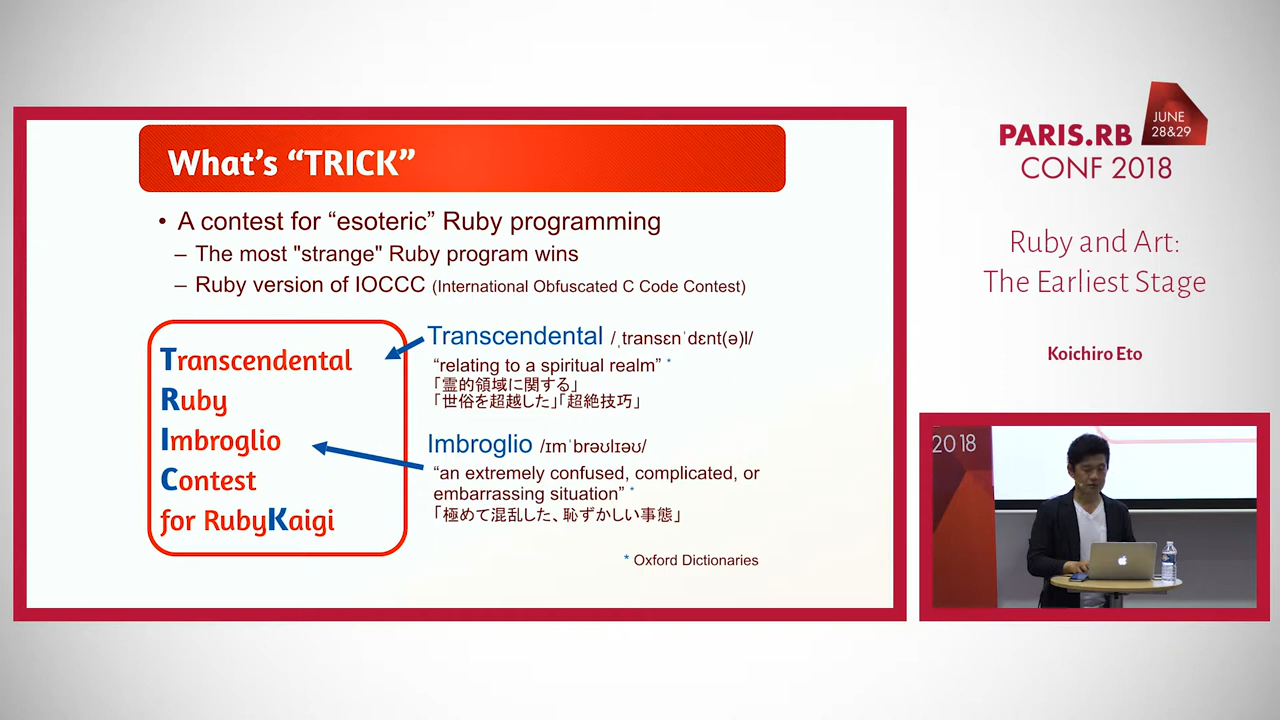 What's “TRICK”
• A contest for “esoteric” Ruby programming
– The most "strange" Ruby program wins
– Ruby version of IOCCC (International Obfuscated C Code Contest)
Transcendental
Ruby
Imbroglio
Contest
for RubyKaigi
Transcendental /ˌtransɛnˈdɛnt(ə)l/
“relating to a spiritual realm” *
「霊的領域に関する」
「世俗を超越した」「超絶技巧」
Imbroglio /ɪmˈbrəʊlɪəʊ/
“an extremely confused, complicated, or
embarrassing situation” *
「極めて混乱した、恥ずかしい事態」
* Oxford Dictionaries
PARIS.RB
CONF 2018
JUNE
28&29
Ruby and Art:
The Earliest Stage
Koichiro Eto
2018